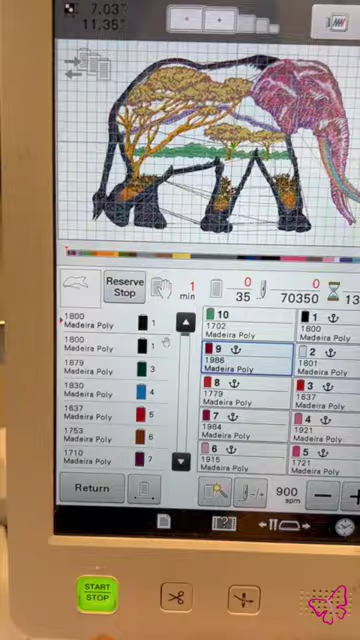 7.03"
11.35"
Reserve
Stop
1
min
0
35
0
70350
13
1800
Madeira Poly
1
1800
Madeira Poly
1
1879
Madeira Poly
3
1830
Madeira Poly
4
1637
Madeira Poly
5
1753
Madeira Poly
6
1710
Madeira Poly
7
10
1702
Madeira Poly
1
1800
Madeira Poly
9
1986
Madeira Poly
2
1801
Madeira Poly
8
1779
Madeira Poly
3
1637
Madeira Poly
7
1984
Madeira Poly
4
1921
Madeira Poly
6
1915
Madeira Poly
5
1721
Madeira Poly
Return
900
spm
START
STOP